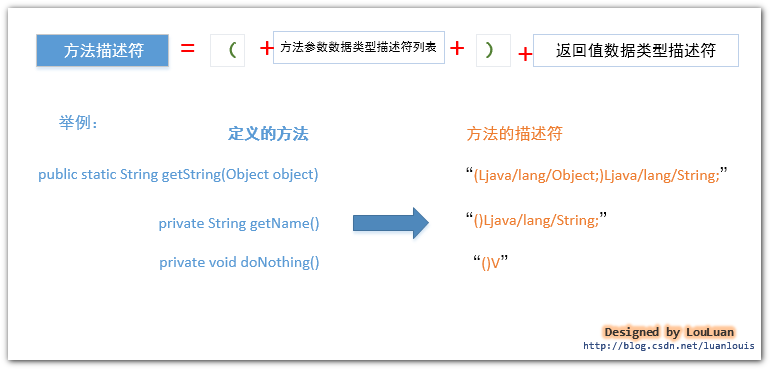 方法描述符 = ( + 方法参数数据类型描述符列表 + ) + 返回值数据类型描述符
举例：
定义的方法 方法的描述符
public static String getString(Object object) “(Ljava/lang/Object;)Ljava/lang/String;”
private String getName() “()Ljava/lang/String;”
private void doNothing() “()V”
Designed by LouLuan
http://blog.csdn.net/luanlouis